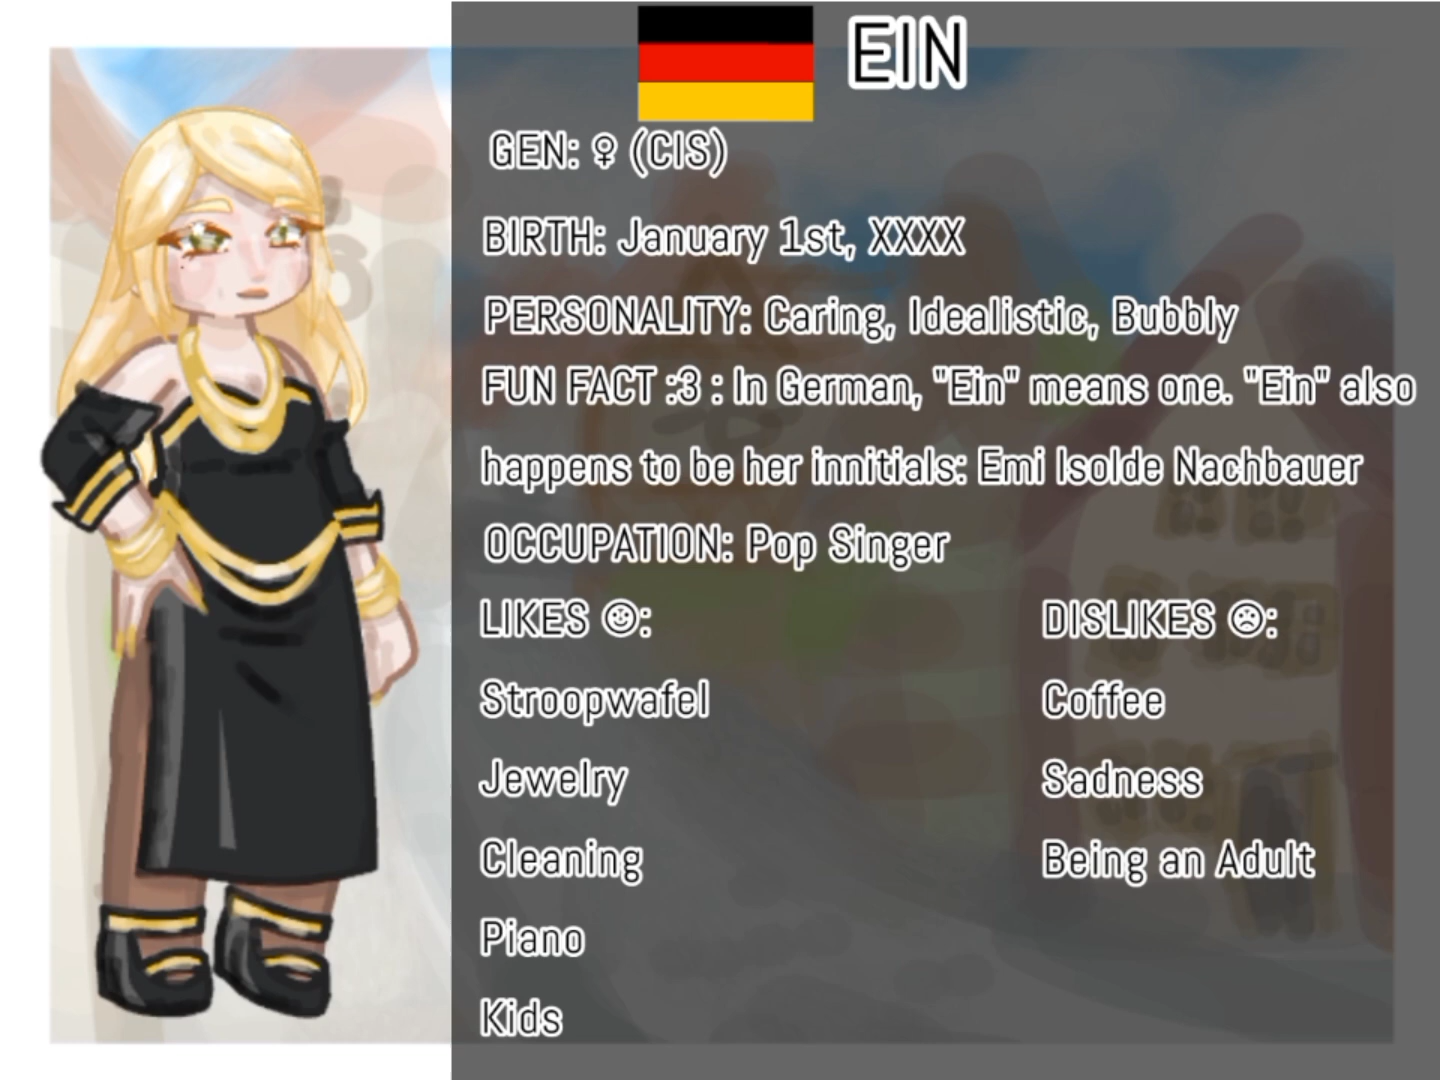 EIN
GEN: ♀ (CIS)
BIRTH: January 1st, XXXX
PERSONALITY: Caring, Idealistic, Bubbly
FUN FACT :3 : In German, "Ein" means one. "Ein" also
happens to be her innitials: Emi Isolde Nachbauer
OCCUPATION: Pop Singer
LIKES ☺:
Stroopwafel
Jewelry
Cleaning
Piano
Kids
DISLIKES ☹:
Coffee
Sadness
Being an Adult